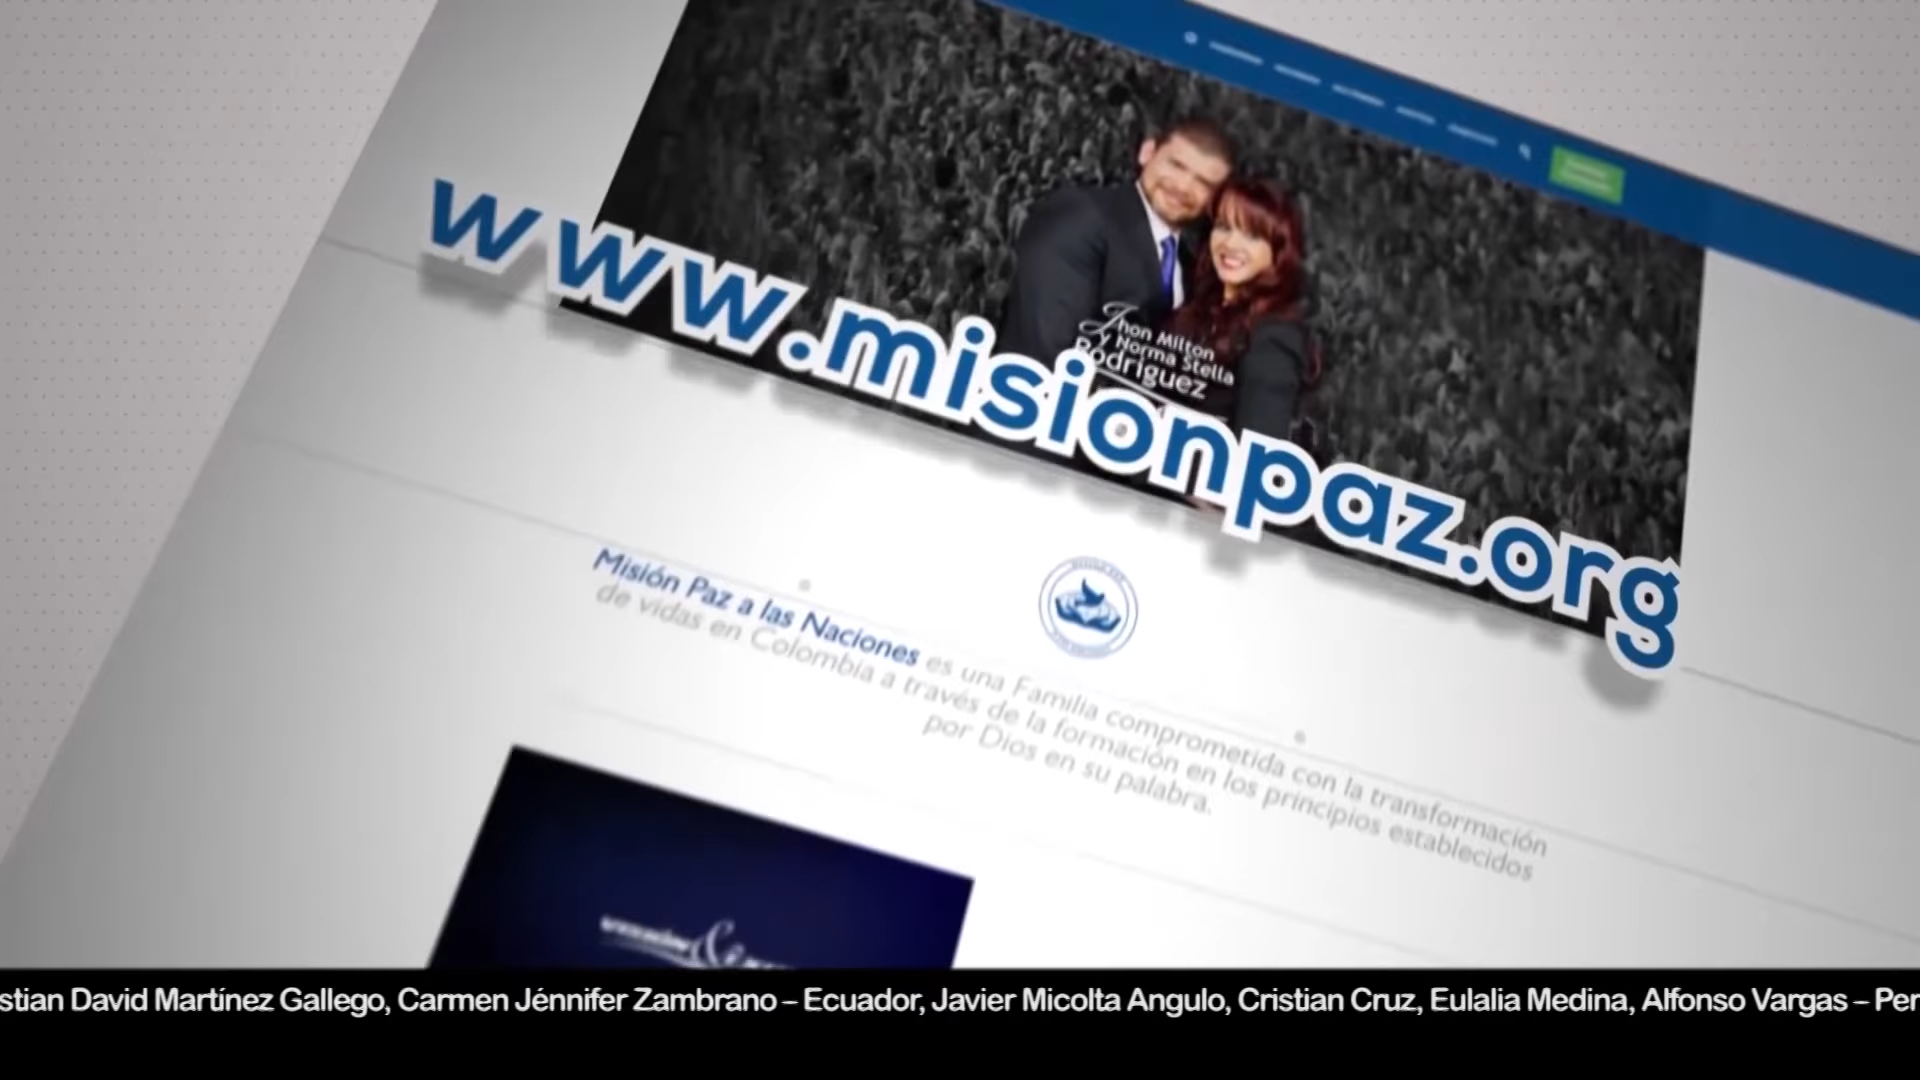 www.misionpaz.org
Jhon Milton
y Norma Stella
Rodríguez
Misión Paz a las Naciones es una Familia comprometida con la transformación
de vidas en Colombia a través de la formación en los principios establecidos
por Dios en su palabra.
stian David Martínez Gallego, Carmen Jénnifer Zambrano – Ecuador, Javier Micolta Angulo, Cristian Cruz, Eulalia Medina, Alfonso Vargas – Per